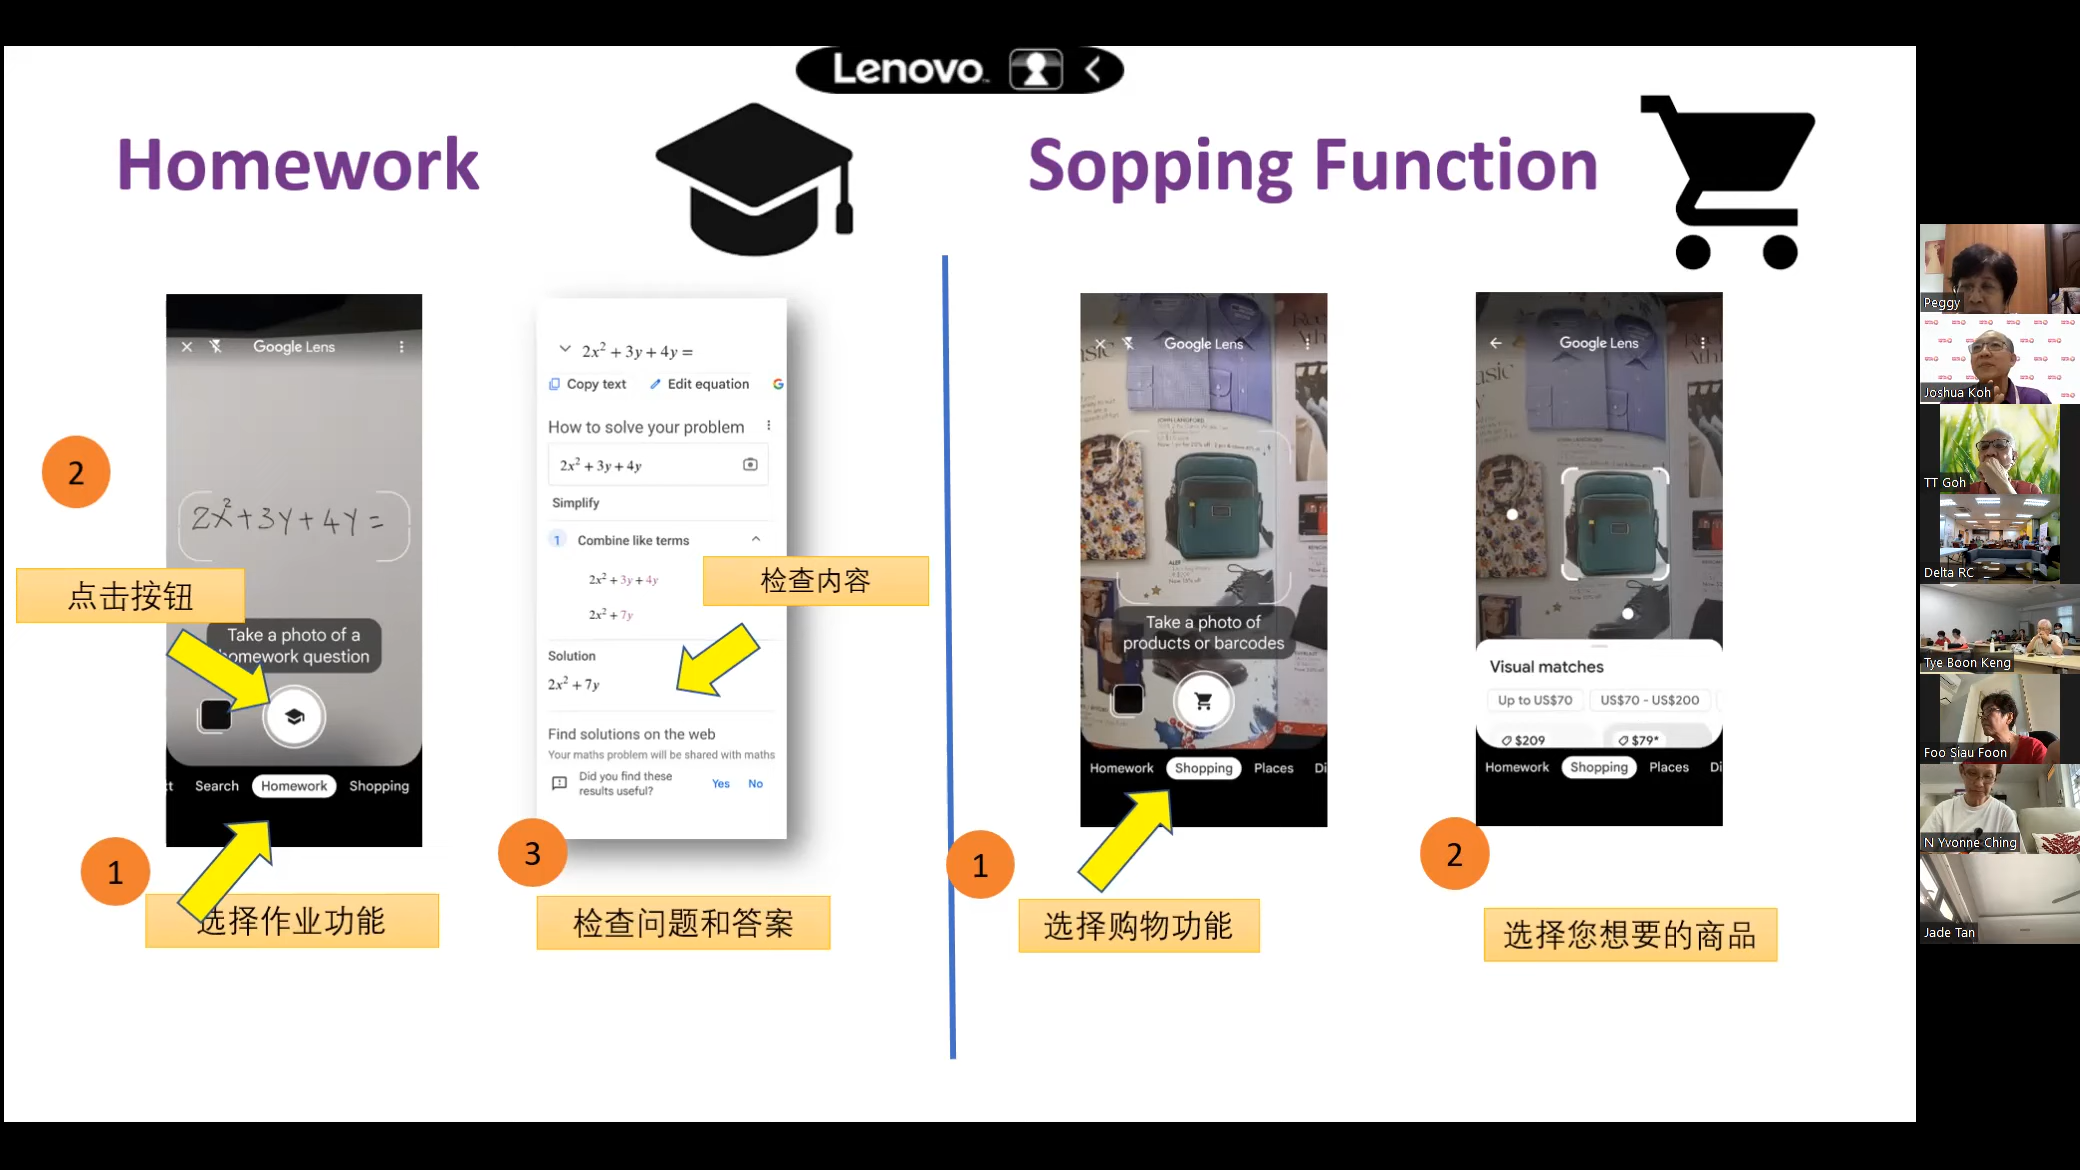 Lenovo
Homework
Sopping Function
2
Google Lens
2x²+3y+4y=
点击按钮
Take a photo of a
homework question
Search Homework Shopping
1
选择作业功能
2x² + 3y + 4y =
Copy text Edit equation G
How to solve your problem
2x² + 3y + 4y
Simplify
1 Combine like terms
2x² + 3y + 4y
2x² + 7y
检查内容
Solution
2x² + 7y
Find solutions on the web
Your maths problem will be shared with maths
Did you find these
results useful? Yes No
3
检查问题和答案
Google Lens
JOHN LANGFORD
Take a photo of
products or barcodes
Homework Shopping Places Di
1
选择购物功能
Google Lens
Visual matches
Up to US$70 US$70 - US$200
$209 $79*
Homework Shopping Places Di
2
选择您想要的商品
Peggy
Joshua Koh
TT Goh
Delta RC
Tye Boon Keng
Foo Siau Foon
N Yvonne Ching
Jade Tan